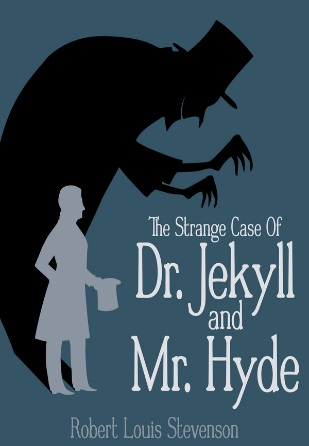 The Strange Case Of
Dr. Jekyll
and
Mr. Hyde
Robert Louis Stevenson